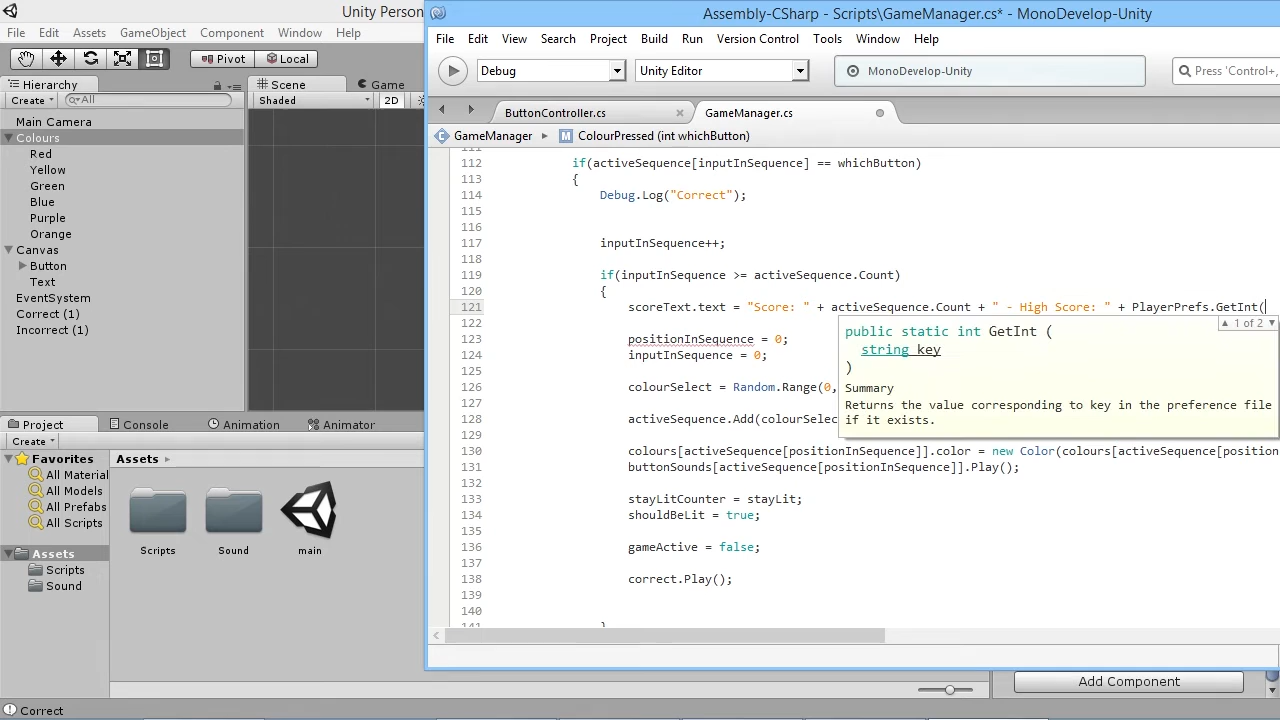 Unity Person
File Edit Assets GameObject Component Window Help
Pivot Local
Hierarchy
Create All
Main Camera
Colours
Red
Yellow
Green
Blue
Purple
Orange
Canvas
Button
Text
EventSystem
Correct (1)
Incorrect (1)
Scene Game
Shaded 2D
Project Console Animation Animator
Create
Favorites
All Material
All Models
All Prefabs
All Scripts
Assets
Scripts
Sound
Assets
Scripts Sound main
Correct
Assembly-CSharp - Scripts\GameManager.cs* - MonoDevelop-Unity
File Edit View Search Project Build Run Version Control Tools Window Help
Debug Unity Editor MonoDevelop-Unity Press 'Control+,
ButtonController.cs GameManager.cs
GameManager ColourPressed (int whichButton)
111
112 if(activeSequence[inputInSequence] == whichButton)
113 {
114 Debug.Log("Correct");
115
116
117 inputInSequence++;
118
119 if(inputInSequence >= activeSequence.Count)
120 {
121 scoreText.text = "Score: " + activeSequence.Count + " - High Score: " + PlayerPrefs.GetInt(
122
123 positionInSequence = 0;
124 inputInSequence = 0;
125
126 colourSelect = Random.Range(0,
127
128 activeSequence.Add(colourSelec
129
130 colours[activeSequence[positionInSequence]].color = new Color(colours[activeSequence[position
131 buttonSounds[activeSequence[positionInSequence]].Play();
132
133 stayLitCounter = stayLit;
134 shouldBeLit = true;
135
136 gameActive = false;
137
138 correct.Play();
139
140
141 }
public static int GetInt (
string key
)
1 of 2
Summary
Returns the value corresponding to key in the preference file
if it exists.
Add Component